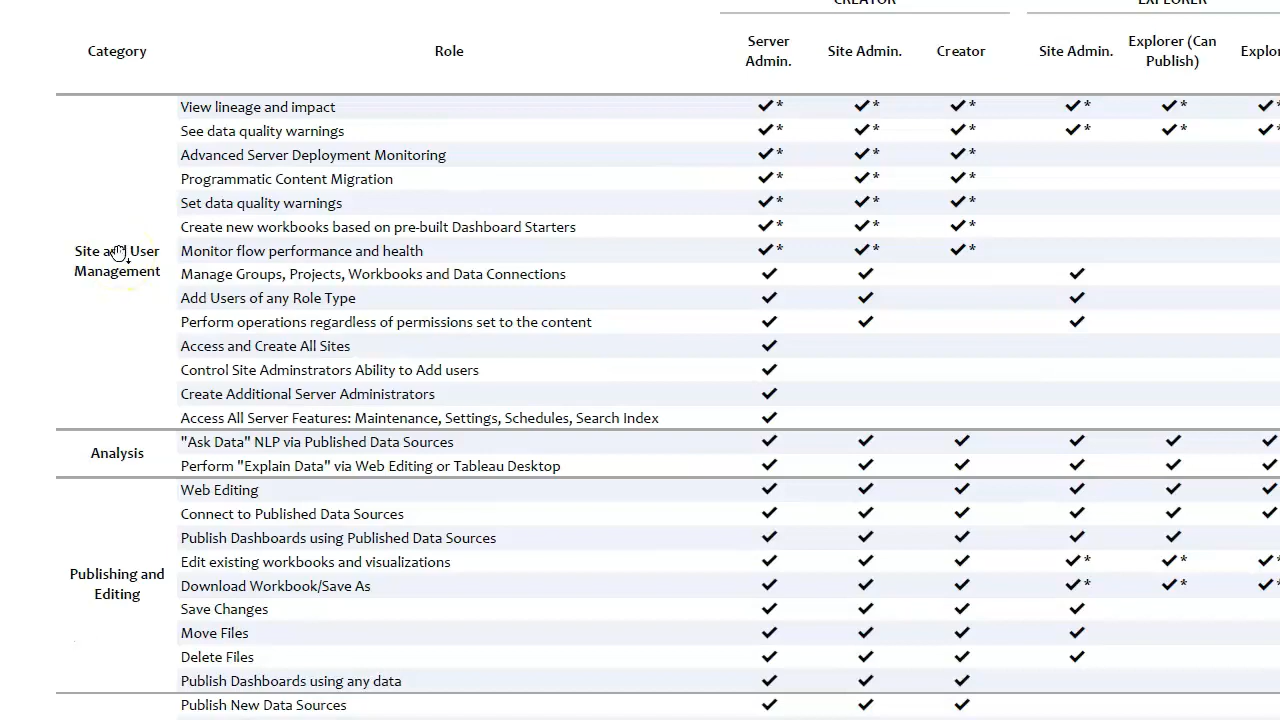 CREATOR EXPLORER
Category Role Server Admin. Site Admin. Creator Site Admin. Explorer (Can Publish)
View lineage and impact ✔* ✔* ✔* ✔* ✔* ✔*
See data quality warnings ✔* ✔* ✔* ✔* ✔* ✔*
Advanced Server Deployment Monitoring ✔* ✔* ✔*
Programmatic Content Migration ✔* ✔* ✔*
Set data quality warnings ✔* ✔* ✔*
Create new workbooks based on pre-built Dashboard Starters ✔* ✔* ✔*
Site and User Management
Monitor flow performance and health ✔* ✔* ✔*
Manage Groups, Projects, Workbooks and Data Connections ✔ ✔ ✔
Add Users of any Role Type ✔ ✔ ✔
Perform operations regardless of permissions set to the content ✔ ✔ ✔
Access and Create All Sites ✔
Control Site Adminstrators Ability to Add users ✔
Create Additional Server Administrators ✔
Access All Server Features: Maintenance, Settings, Schedules, Search Index ✔
Analysis
"Ask Data" NLP via Published Data Sources ✔ ✔ ✔ ✔ ✔ ✔
Perform "Explain Data" via Web Editing or Tableau Desktop ✔ ✔ ✔ ✔ ✔ ✔
Web Editing ✔ ✔ ✔ ✔ ✔ ✔
Connect to Published Data Sources ✔ ✔ ✔ ✔ ✔ ✔
Publish Dashboards using Published Data Sources ✔ ✔ ✔ ✔ ✔
Edit existing workbooks and visualizations ✔ ✔ ✔ ✔* ✔* ✔*
Publishing and Editing
Download Workbook/Save As ✔ ✔ ✔ ✔* ✔* ✔*
Save Changes ✔ ✔ ✔ ✔
Move Files ✔ ✔ ✔ ✔
Delete Files ✔ ✔ ✔ ✔
Publish Dashboards using any data ✔ ✔ ✔
Publish New Data Sources ✔ ✔ ✔